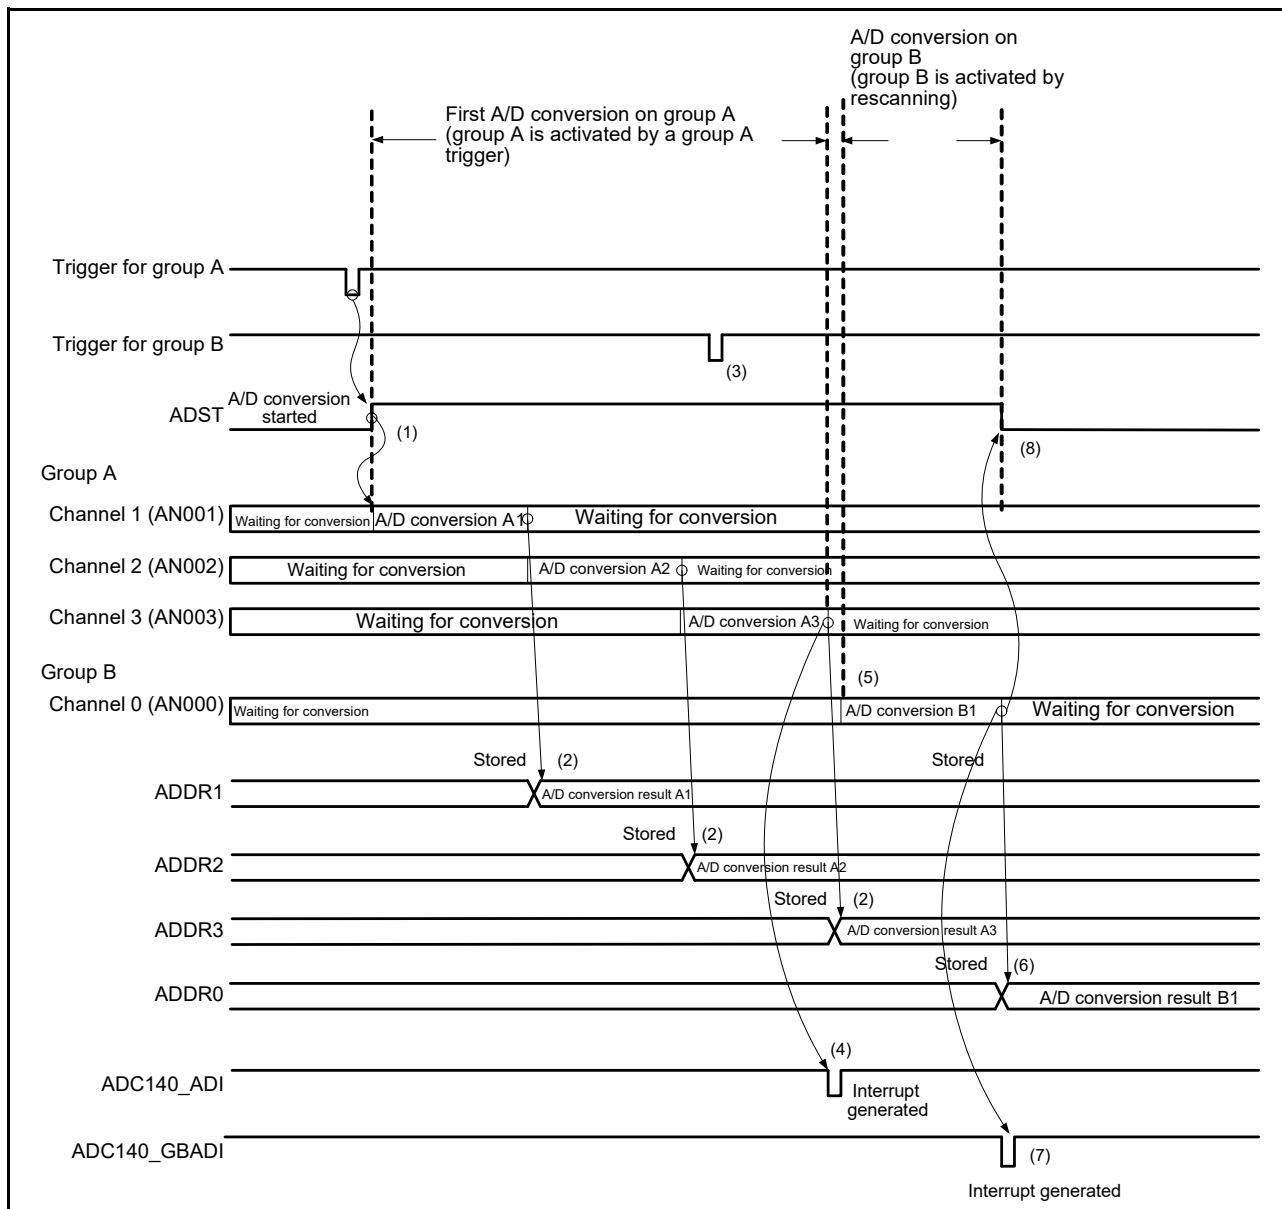 A/D conversion on
group B
(group B is activated by
rescanning)
First A/D conversion on group A
(group A is activated by a group A
trigger)
Trigger for group A
Trigger for group B
(3)
A/D conversion
started
ADST
(1)
(8)
Group A
Channel 1 (AN001)
Waiting for conversion
A/D conversion A1
Waiting for conversion
Channel 2 (AN002)
Waiting for conversion
A/D conversion A2
Waiting for conversion
Channel 3 (AN003)
Waiting for conversion
A/D conversion A3
Waiting for conversion
Group B
(5)
Channel 0 (AN000)
Waiting for conversion
A/D conversion B1
Waiting for conversion
Stored
(2)
Stored
ADDR1
A/D conversion result A1
Stored
(2)
ADDR2
A/D conversion result A2
Stored
(2)
ADDR3
A/D conversion result A3
Stored
(6)
ADDR0
A/D conversion result B1
(4)
ADC140_ADI
Interrupt
generated
ADC140_GBADI
(7)
Interrupt generated